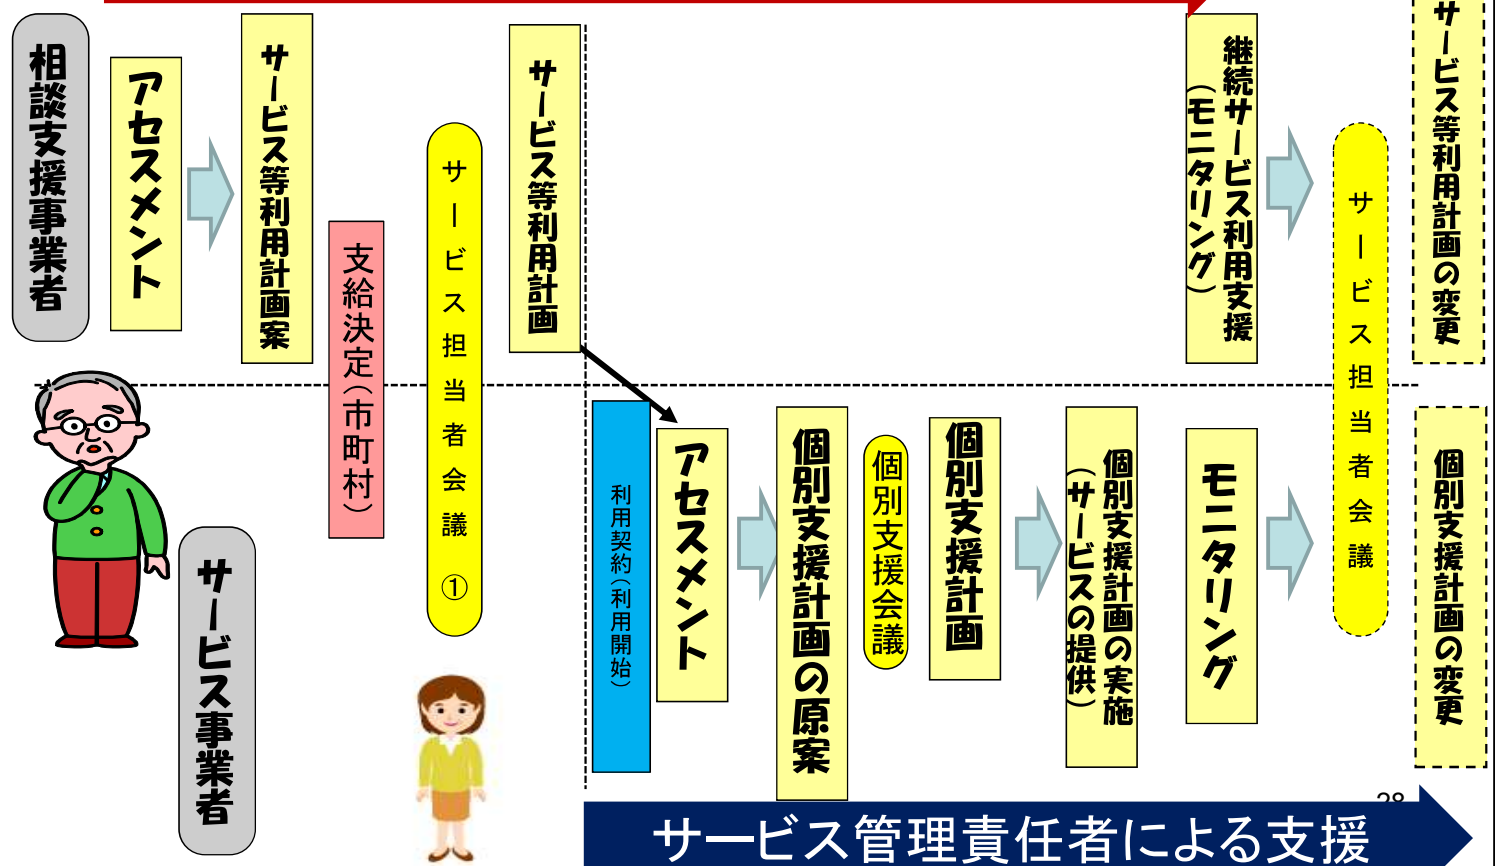 相談支援事業者
アセスメント
サービス等利用計画案
支給決定(市町村)
サービス担当者会議 ①
サービス等利用計画
継続サービス利用支援
(モニタリング)
サービス担当者会議
サービス等利用計画の変更
サービス事業者
利用契約(利用開始)
アセスメント
個別支援計画の原案
個別支援会議
個別支援計画
個別支援計画の実施
(サービスの提供)
モニタリング
個別支援計画の変更
28
サービス管理責任者による支援